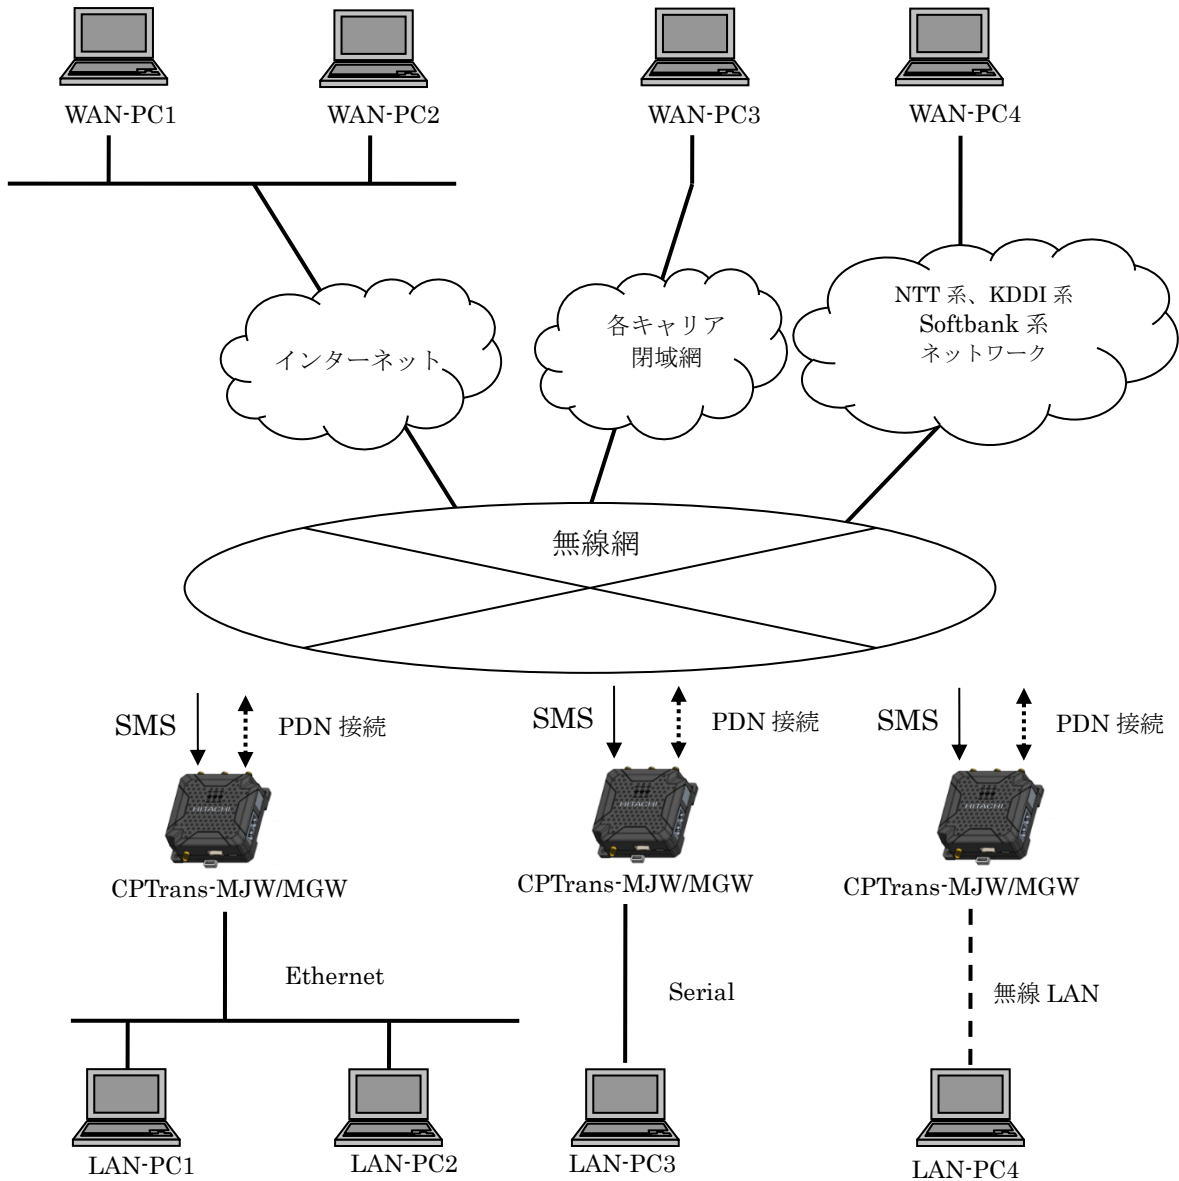 WAN-PC1
WAN-PC2
WAN-PC3
WAN-PC4
インターネット
各キャリア
閉域網
NTT 系、KDDI 系
Softbank 系
ネットワーク
無線網
SMS
PDN 接続
SMS
PDN 接続
SMS
PDN 接続
HITACHI
HITACHI
HITACHI
CPTrans-MJW/MGW
CPTrans-MJW/MGW
CPTrans-MJW/MGW
Ethernet
Serial
無線 LAN
LAN-PC1
LAN-PC2
LAN-PC3
LAN-PC4